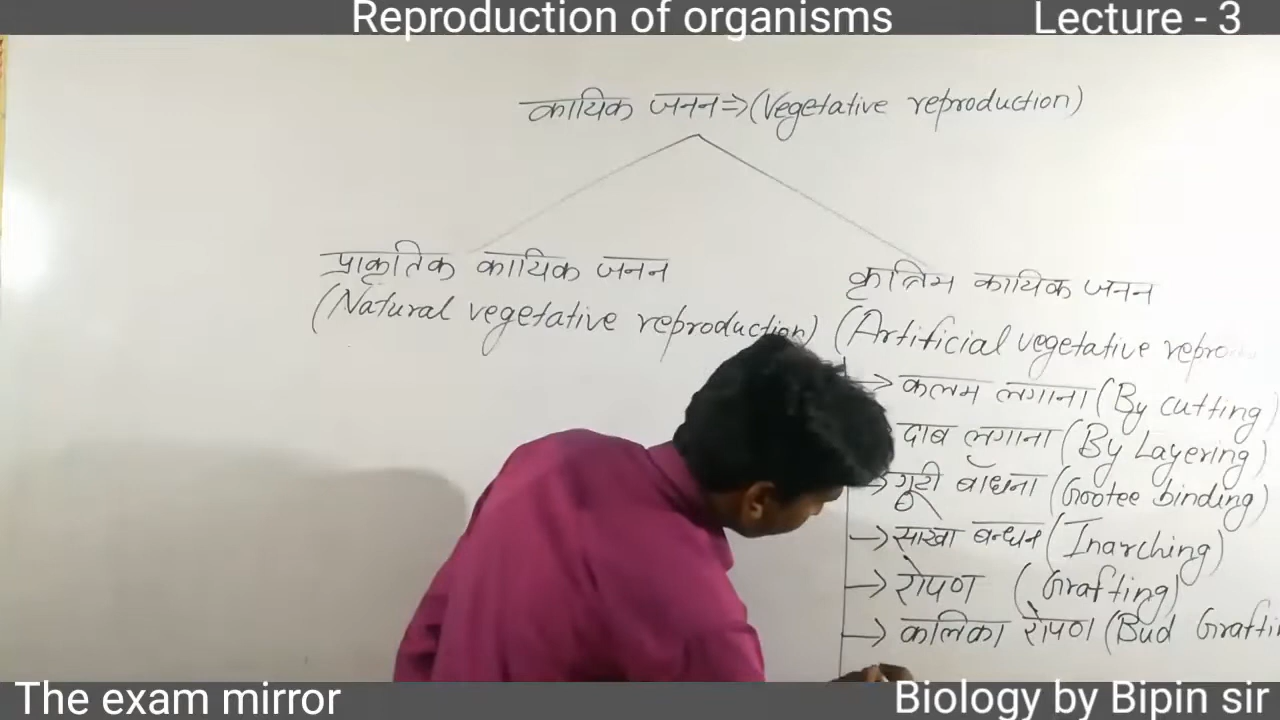 Reproduction of organisms Lecture - 3
कायिक जनन=>(Vegetative reproduction)
प्राकृतिक कायिक जनन
(Natural vegetative reproduction)
कृत्रिम कायिक जनन
(Artificial vegetative repro
→ कलम लगाना (By cutting)
दाब लगाना (By Layering)
→ गूटी बाँधना (Gootee binding)
→ साखा बन्धन (Inarching)
→ रोपण (Grafting)
→ कलिका रोपण (Bud Grafti
The exam mirror Biology by Bipin sir